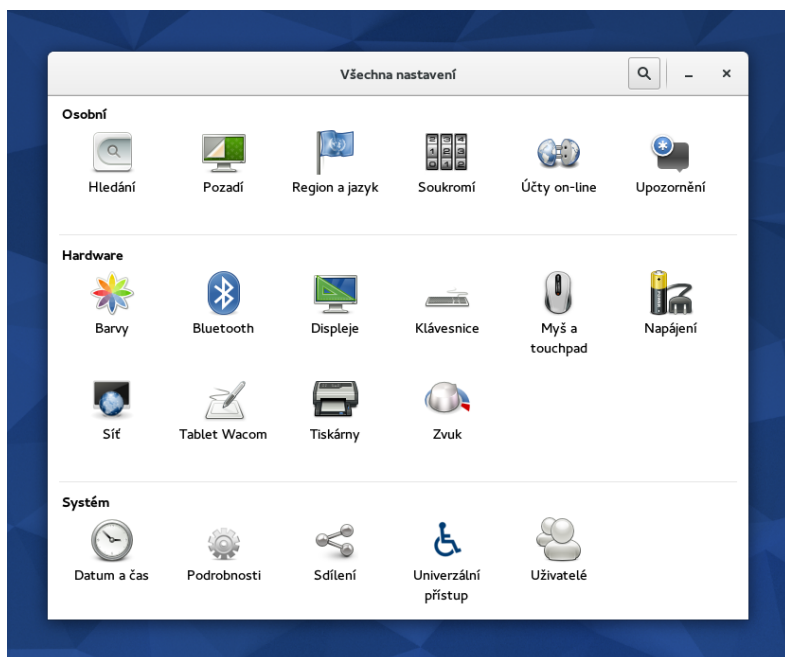 Všechna nastavení
Osobní
Hledání
Pozadí
Region a jazyk
Soukromí
Účty on-line
Upozornění
Hardware
Barvy
Bluetooth
Displeje
Klávesnice
Myš a
touchpad
Napájení
Síť
Tablet Wacom
Tiskárny
Zvuk
Systém
Datum a čas
Podrobnosti
Sdílení
Univerzální
přístup
Uživatelé